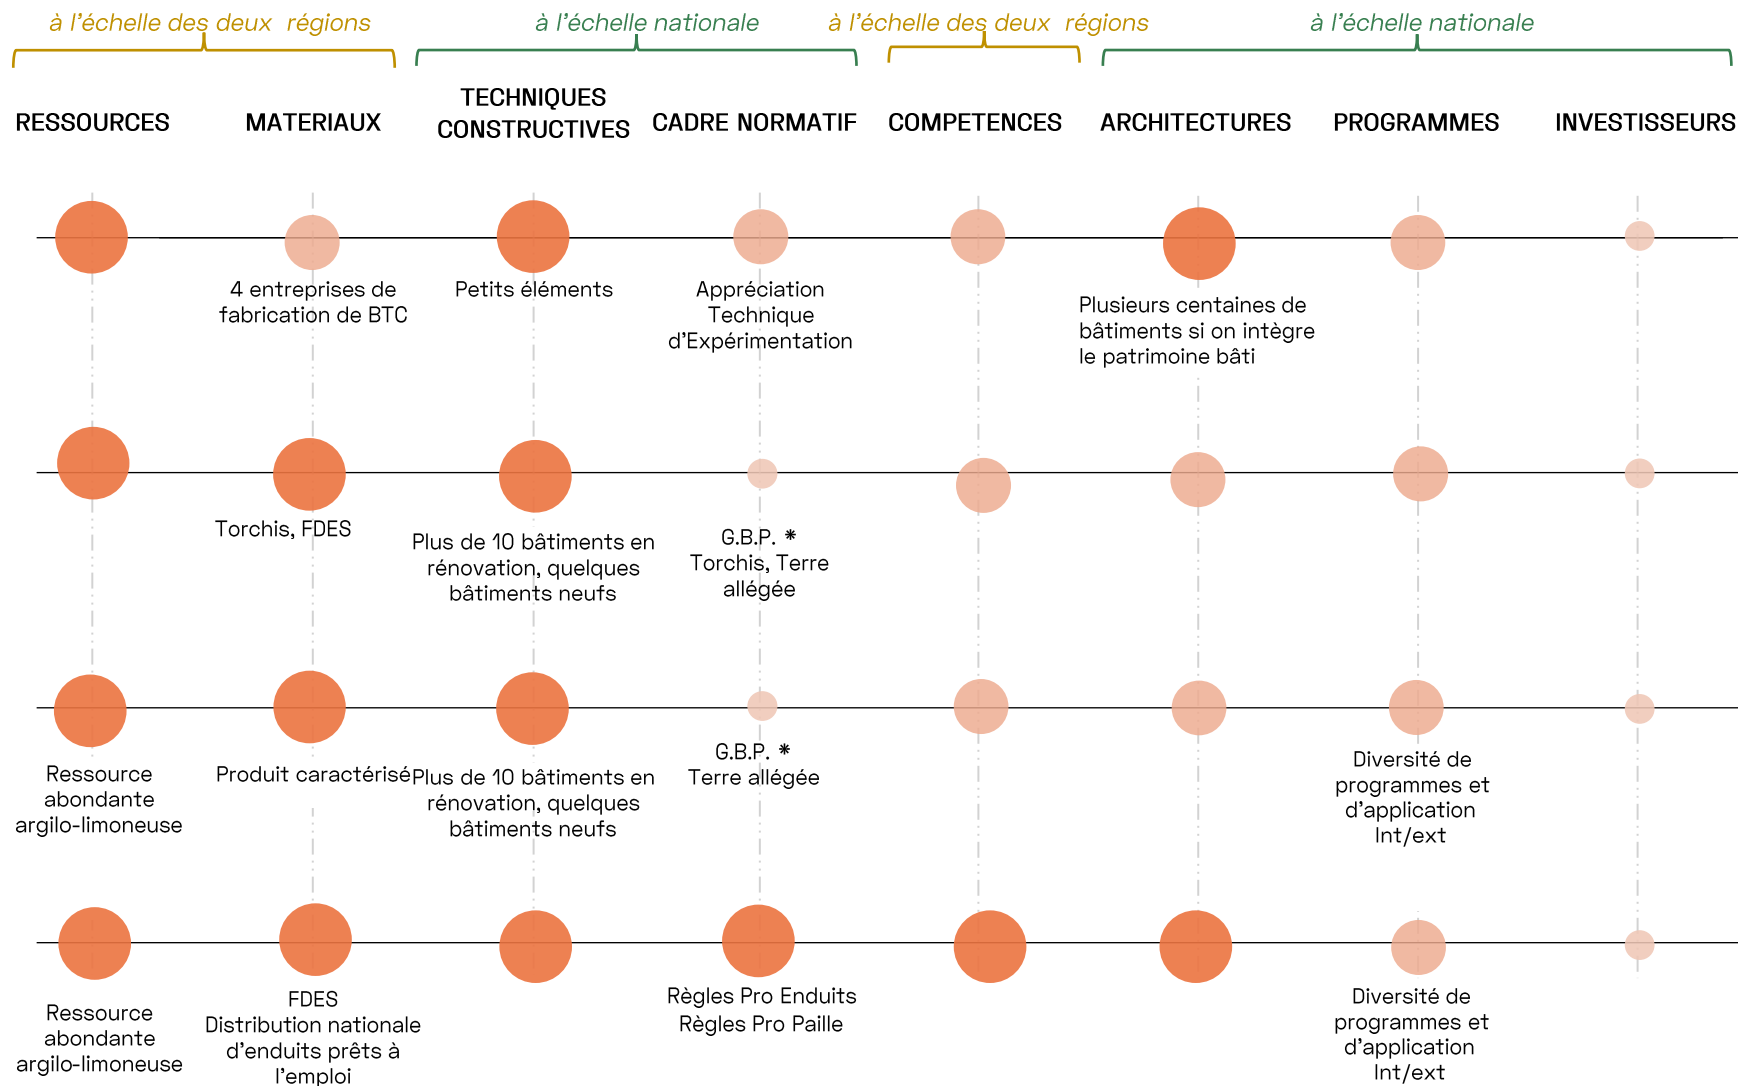 à l'échelle des deux régions
à l'échelle nationale
à l'échelle des deux régions
à l'échelle nationale
RESSOURCES
MATERIAUX
TECHNIQUES
CONSTRUCTIVES
CADRE NORMATIF
COMPETENCES
ARCHITECTURES
PROGRAMMES
INVESTISSEURS
4 entreprises de
fabrication de BTC
Petits éléments
Appréciation
Technique
d'Expérimentation
Plusieurs centaines de
bâtiments si on intègre
le patrimoine bâti
Torchis, FDES
Plus de 10 bâtiments en
rénovation, quelques
bâtiments neufs
G.B.P. *
Torchis, Terre
allégée
Ressource
abondante
argilo-limoneuse
Produit caractérisé
Plus de 10 bâtiments en
rénovation, quelques
bâtiments neufs
G.B.P. *
Terre allégée
Diversité de
programmes et
d'application
Int/ext
Ressource
abondante
argilo-limoneuse
FDES
Distribution nationale
d'enduits prêts à
l'emploi
Règles Pro Enduits
Règles Pro Paille
Diversité de
programmes et
d'application
Int/ext